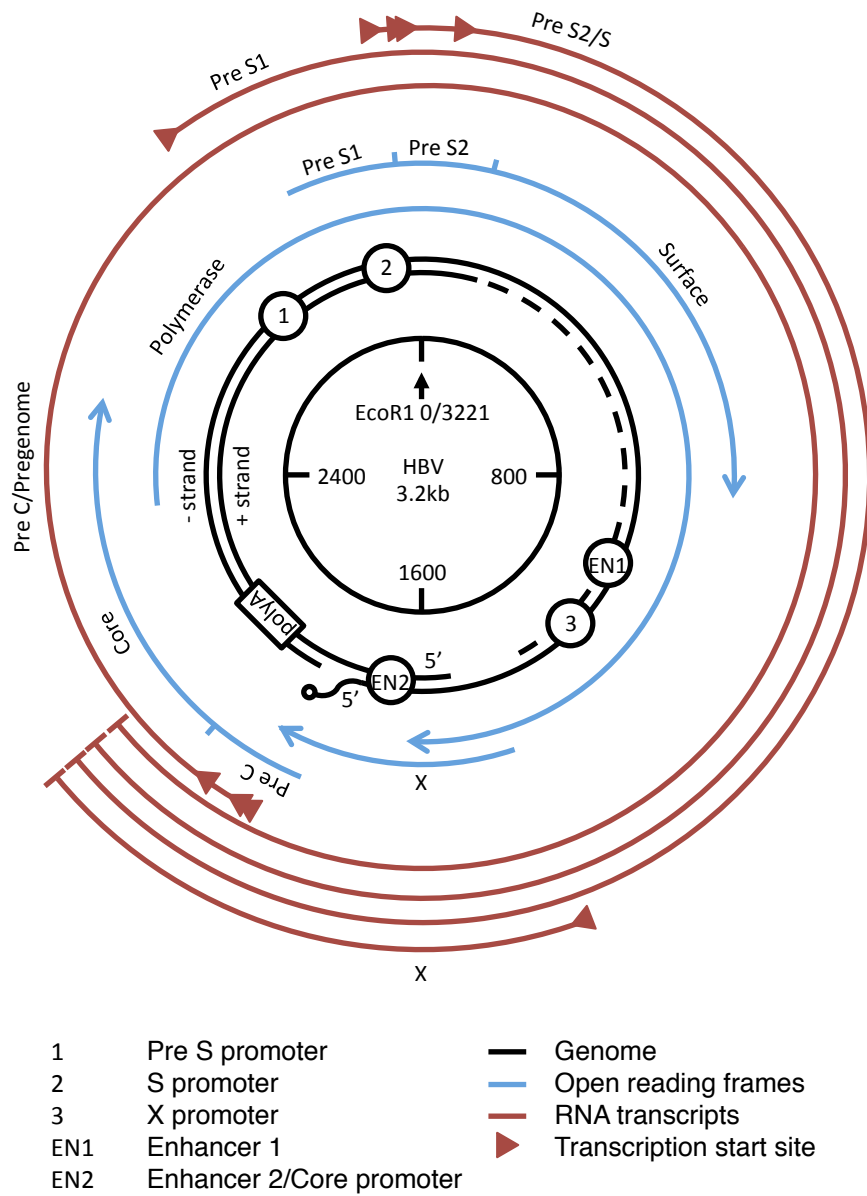 Pre S2/S
Pre S1
Pre S1
Pre S2
Surface
Polymerase
2
1
EcoR1 0/3221
HBV
3.2kb
2400
800
1600
- strand
+ strand
Pre C/Pregenome
EN1
3
polyA
Core
5’
EN2
5’
Pre C
X
X
1 Pre S promoter
2 S promoter
3 X promoter
EN1 Enhancer 1
EN2 Enhancer 2/Core promoter
Genome
Open reading frames
RNA transcripts
Transcription start site